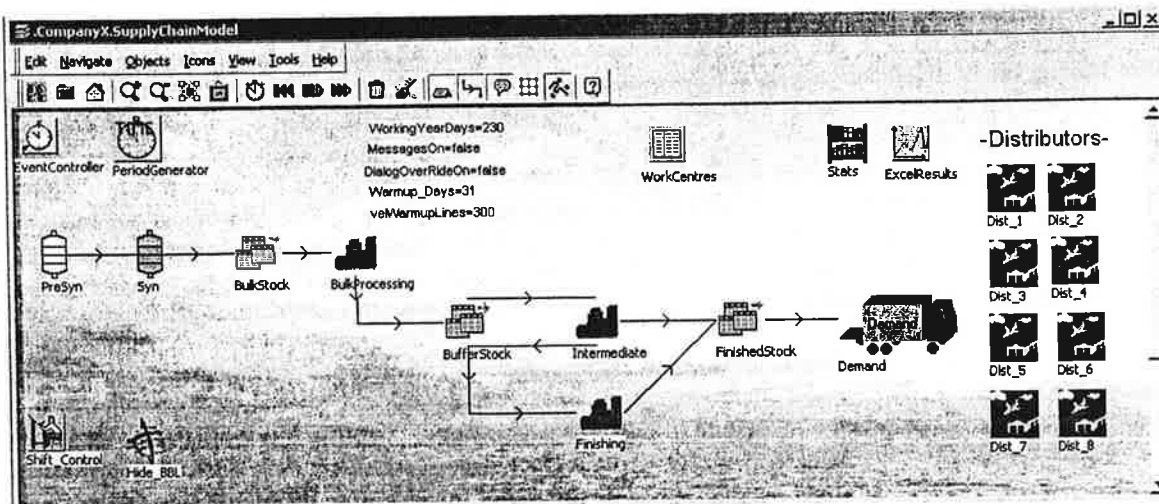 .CompanyX.SupplyChainModel
Edit Navigate Objects Icons View Tools Help
WorkingYearDays=230
MessagesOn=false
DialogOverRideOn=false
Warmup_Days=31
velWarmupLines=300
EventController
PeriodGenerator
WorkCentres
Stats
ExcelResults
-Distributors-
Dist_1
Dist_2
PreSyn
Syn
BulkStock
BulkProcessing
Dist_3
Dist_4
BufferStock
Intermediate
FinishedStock
Demand
Demand
Dist_5
Dist_6
Finishing
Dist_7
Dist_8
Shift_Control
Hide_BBL